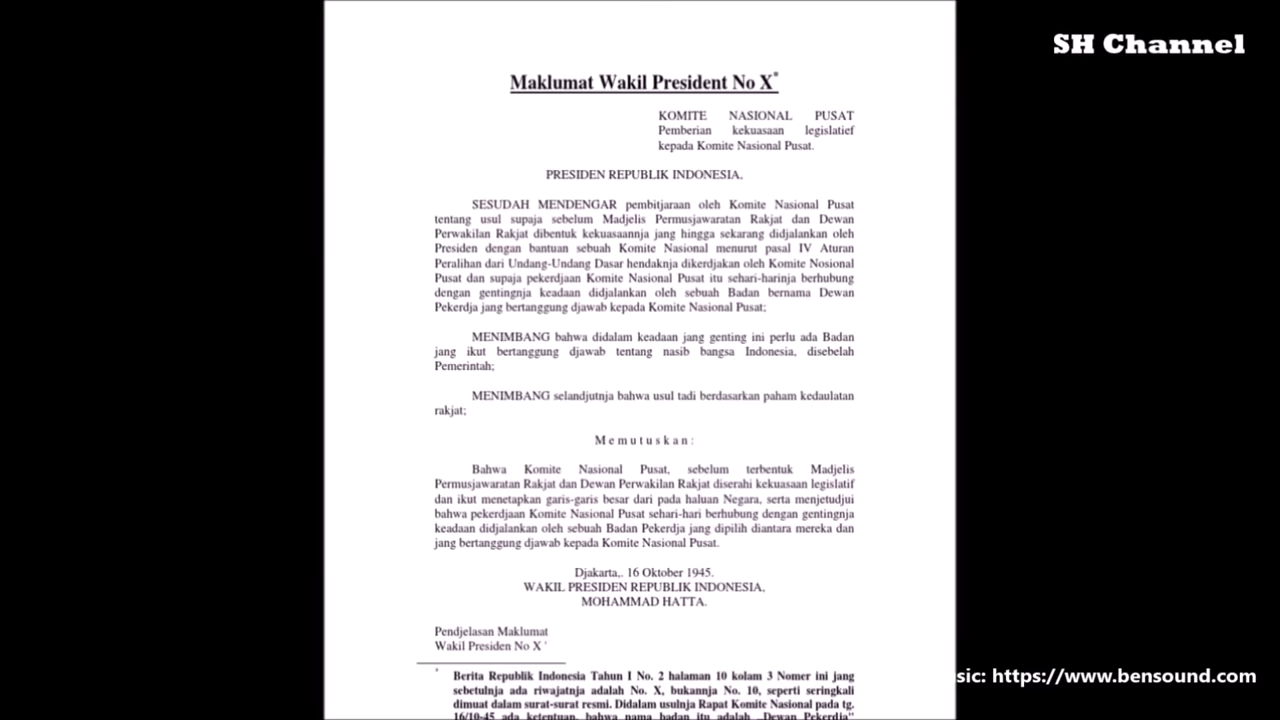 SH Channel
Maklumat Wakil President No X*
KOMITE NASIONAL PUSAT
Pemberian kekuasaan legislatief
kepada Komite Nasional Pusat.
PRESIDEN REPUBLIK INDONESIA,
SESUDAH MENDENGAR pembitjaraan oleh Komite Nasional Pusat
tentang usul supaja sebelum Madjelis Permusjawaratan Rakjat dan Dewan
Perwakilan Rakjat dibentuk kekuasaannja jang hingga sekarang didjalankan oleh
Presiden dengan bantuan sebuah Komite Nasional menurut pasal IV Aturan
Peralihan dari Undang-Undang Dasar hendaknja dikerdjakan oleh Komite Nosional
Pusat dan supaja pekerdjaan Komite Nasional Pusat itu sehari-harinja berhubung
dengan gentingnja keadaan didjalankan oleh sebuah Badan bernama Dewan
Pekerdja jang bertanggung djawab kepada Komite Nasional Pusat;
MENIMBANG bahwa didalam keadaan jang genting ini perlu ada Badan
jang ikut bertanggung djawab tentang nasib bangsa Indonesia, disebelah
Pemerintah;
MENIMBANG selandjutnja bahwa usul tadi berdasarkan paham kedaulatan
rakjat;
M e m u t u s k a n :
Bahwa Komite Nasional Pusat, sebelum terbentuk Madjelis
Permusjawaratan Rakjat dan Dewan Perwakilan Rakjat diserahi kekuasaan legislatif
dan ikut menetapkan garis-garis besar dari pada haluan Negara, serta menjetudjui
bahwa pekerdjaan Komite Nasional Pusat sehari-hari berhubung dengan gentingnja
keadaan didjalankan oleh sebuah Badan Pekerdja jang dipilih diantara mereka dan
jang bertanggung djawab kepada Komite Nasional Pusat.
Djakarta,. 16 Oktober 1945.
WAKIL PRESIDEN REPUBLIK INDONESIA,
MOHAMMAD HATTA.
Pendjelasan Maklumat
Wakil Presiden No X *
* Berita Republik Indonesia Tahun I No. 2 halaman 10 kolam 3 Nomer ini jang
sebetulnja ada riwajatnja adalah No. X, bukannja No. 10, seperti seringkali
dimuat dalam surat-surat resmi. Didalam usulnja Rapat Komite Nasional pada tg.
16/10-45 ada ketentuan, bahwa nama badan itu adalah „Dewan Pekerdja"
sic: https://www.bensound.com